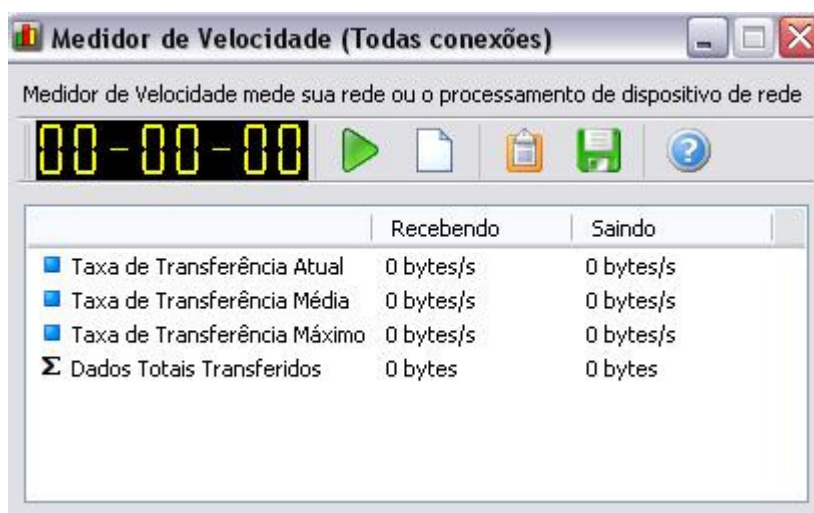 Medidor de Velocidade (Todas conexões)
Medidor de Velocidade mede sua rede ou o processamento de dispositivo de rede
00-00-00
Recebendo Saindo
Taxa de Transferência Atual 0 bytes/s 0 bytes/s
Taxa de Transferência Média 0 bytes/s 0 bytes/s
Taxa de Transferência Máximo 0 bytes/s 0 bytes/s
Σ Dados Totais Transferidos 0 bytes 0 bytes